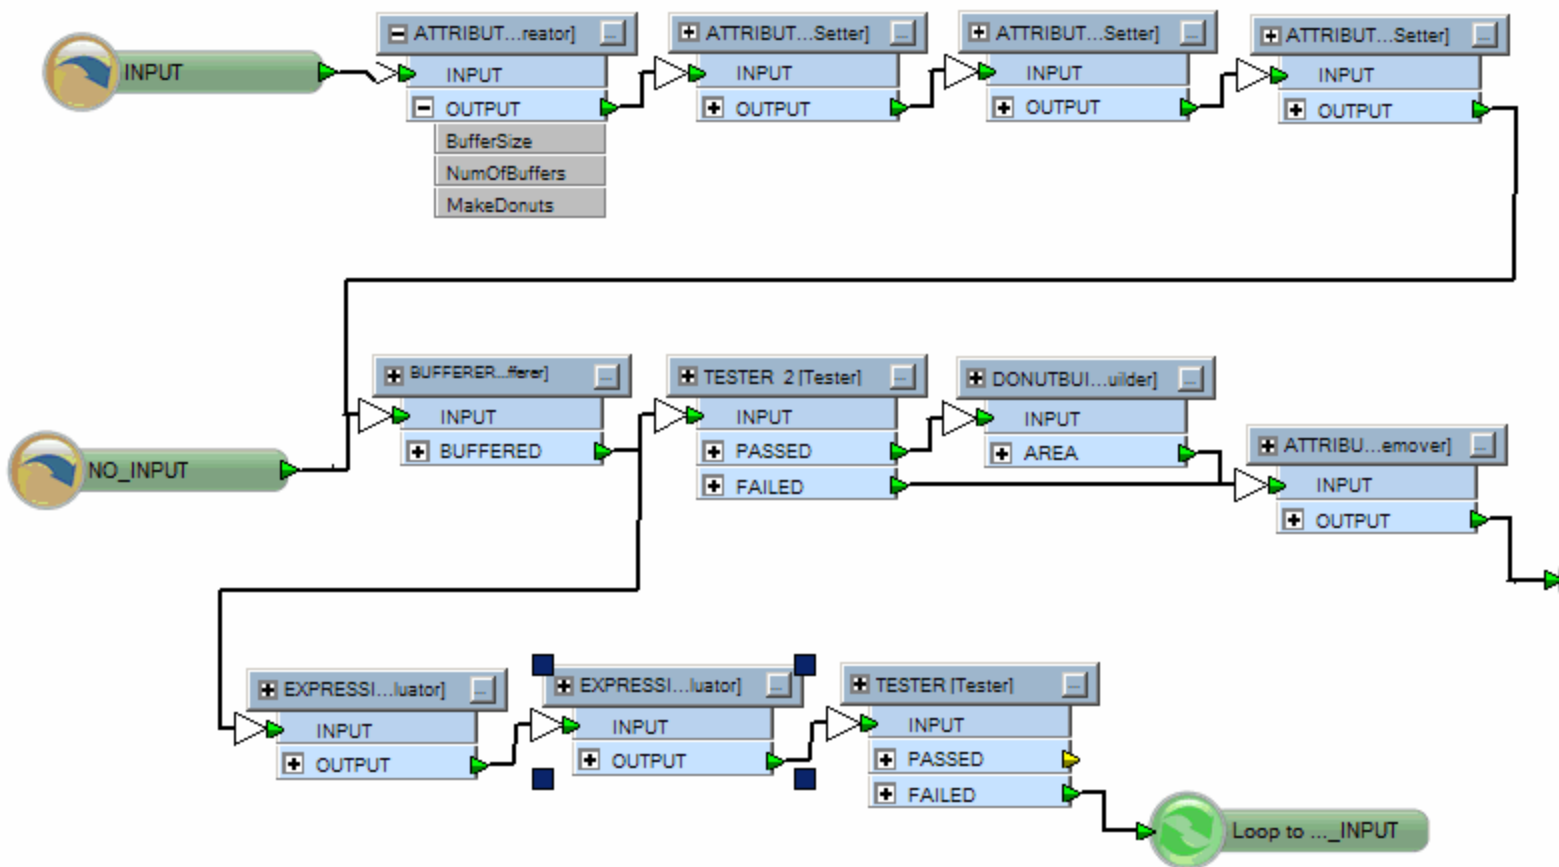 INPUT
ATTRIBUT...reator] ...
INPUT
OUTPUT
BufferSize
NumOfBuffers
MakeDonuts
ATTRIBUT...Setter] ...
INPUT
OUTPUT
ATTRIBUT...Setter] ...
INPUT
OUTPUT
ATTRIBUT...Setter] ...
INPUT
OUTPUT
NO_INPUT
BUFFERER...fferer] ...
INPUT
BUFFERED
TESTER_2 [Tester] ...
INPUT
PASSED
FAILED
DONUTBUI...uilder] ...
INPUT
AREA
ATTRIBU...emover] ...
INPUT
OUTPUT
EXPRESSI...luator] ...
INPUT
OUTPUT
EXPRESSI...luator] ...
INPUT
OUTPUT
TESTER [Tester] ...
INPUT
PASSED
FAILED
Loop to ..._INPUT